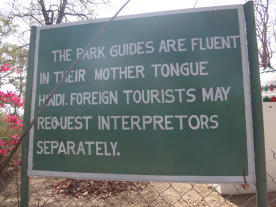 THE PARK GUIDES ARE FLUENT
IN THEIR MOTHER TONGUE
HINDI. FOREIGN TOURISTS MAY
REQUEST INTERPRETORS
SEPARATELY.